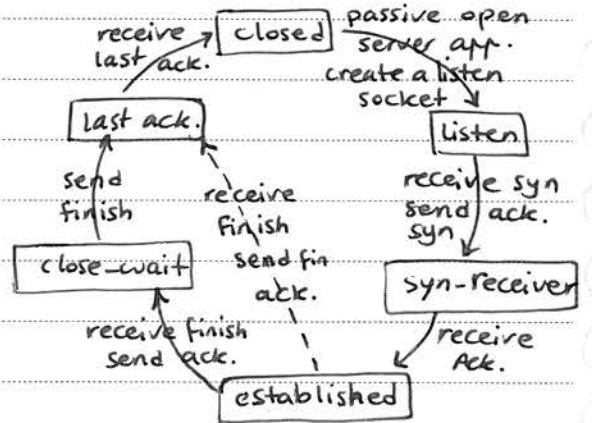 closed
passive open
server app.
create a listen
socket
Listen
receive syn
send ack.
syn
syn-receiver
receive
Ack.
established
receive finish
send ack.
close_wait
send
finish
last ack.
receive
last ack.
receive
finish
send fin
ack.